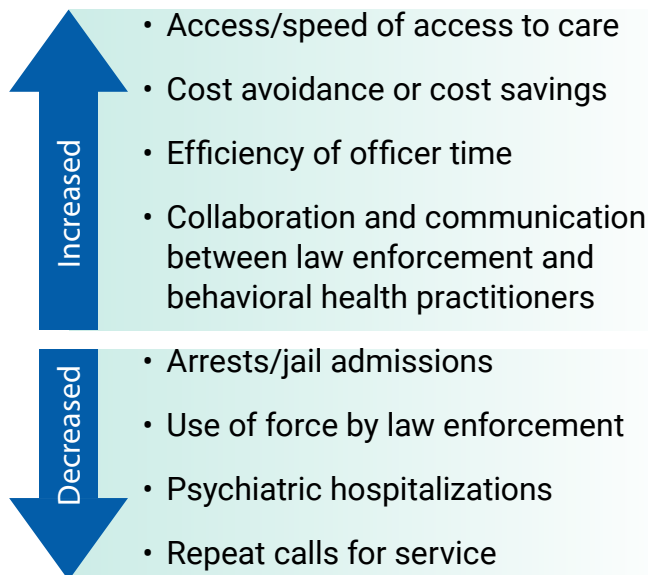 Increased
• Access/speed of access to care
• Cost avoidance or cost savings
• Efficiency of officer time
• Collaboration and communication
between law enforcement and
behavioral health practitioners
Decreased
• Arrests/jail admissions
• Use of force by law enforcement
• Psychiatric hospitalizations
• Repeat calls for service